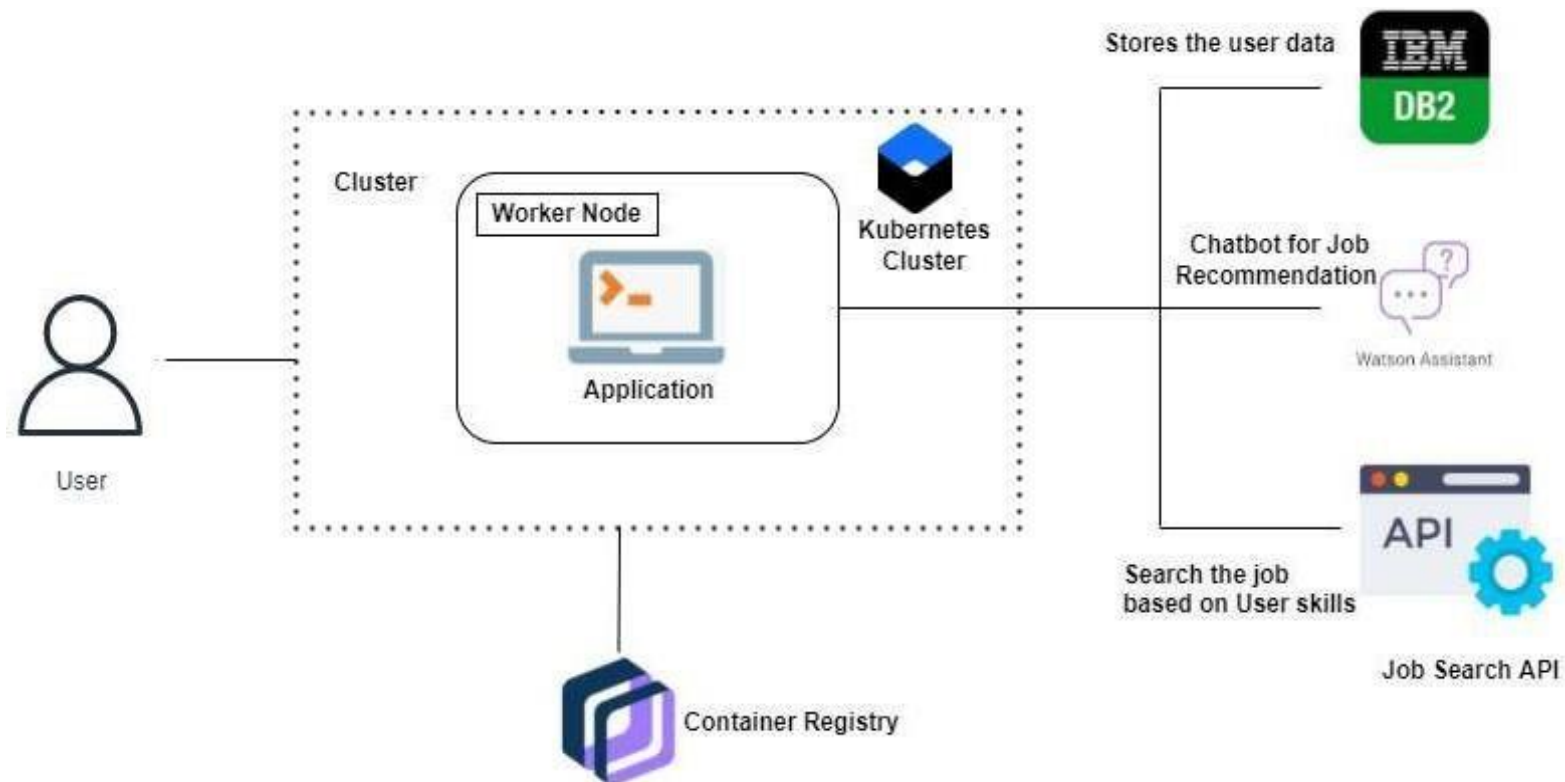 Stores the user data
IBM
DB2
Cluster
Worker Node
Kubernetes
Cluster
Application
Chatbot for Job
Recommendation
?
Watson Assistant
User
API
Search the job
based on User skills
Job Search API
Container Registry